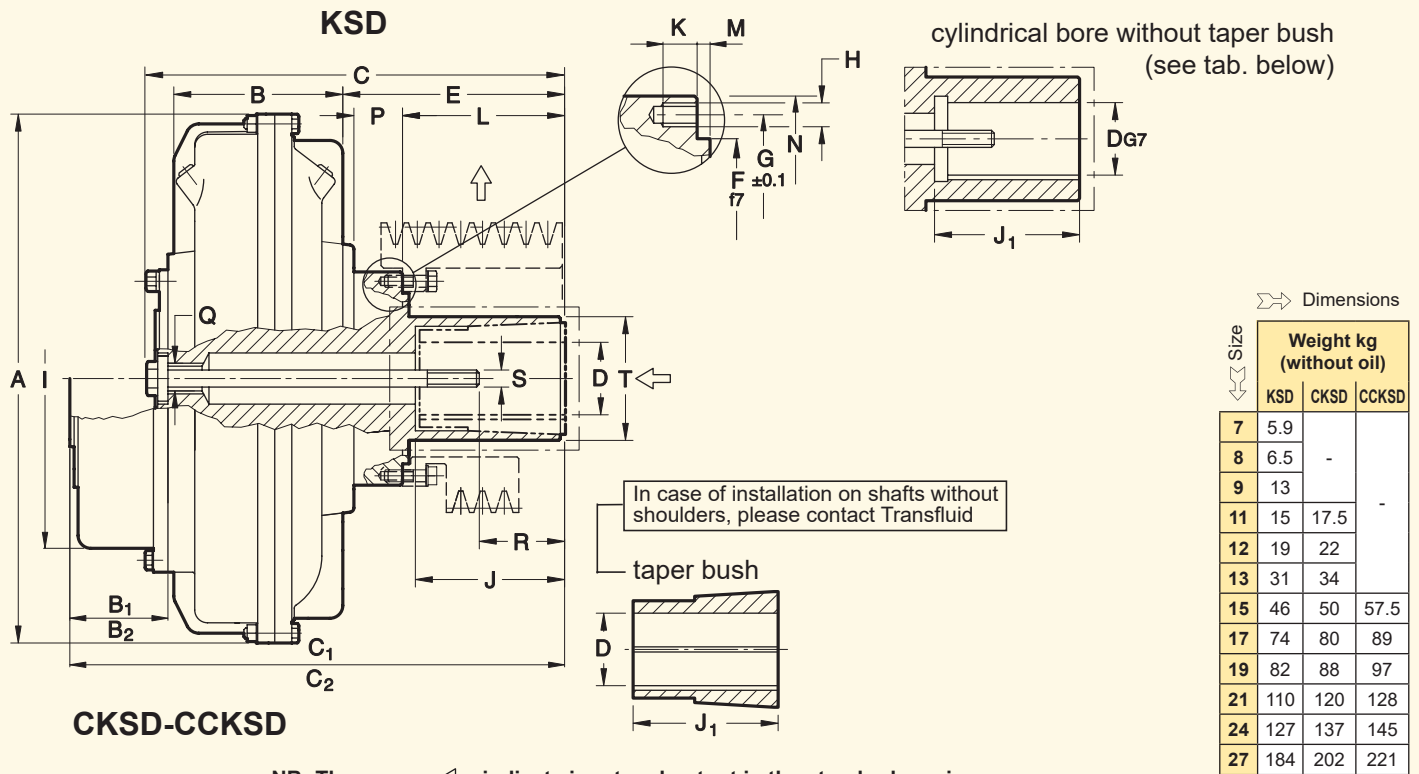 KSD
cylindrical bore without taper bush
(see tab. below)
K M
C H
B E
P L
N
G
±0.1
F
f7
D G7
J1
Q
A I S D T
R
J
B1
B2
C1
C2
CKSD-CCKSD
In case of installation on shafts without
shoulders, please contact Transfluid
taper bush
D
J1
Dimensions
Size
Weight kg
(without oil)
KSD CKSD CCKSD
7 5.9
8 6.5 -
9 13
-
11 15 17.5
12 19 22
13 31 34
15 46 50 57.5
17 74 80 89
19 82 88 97
21 110 120 128
24 127 137 145
27 184 202 221